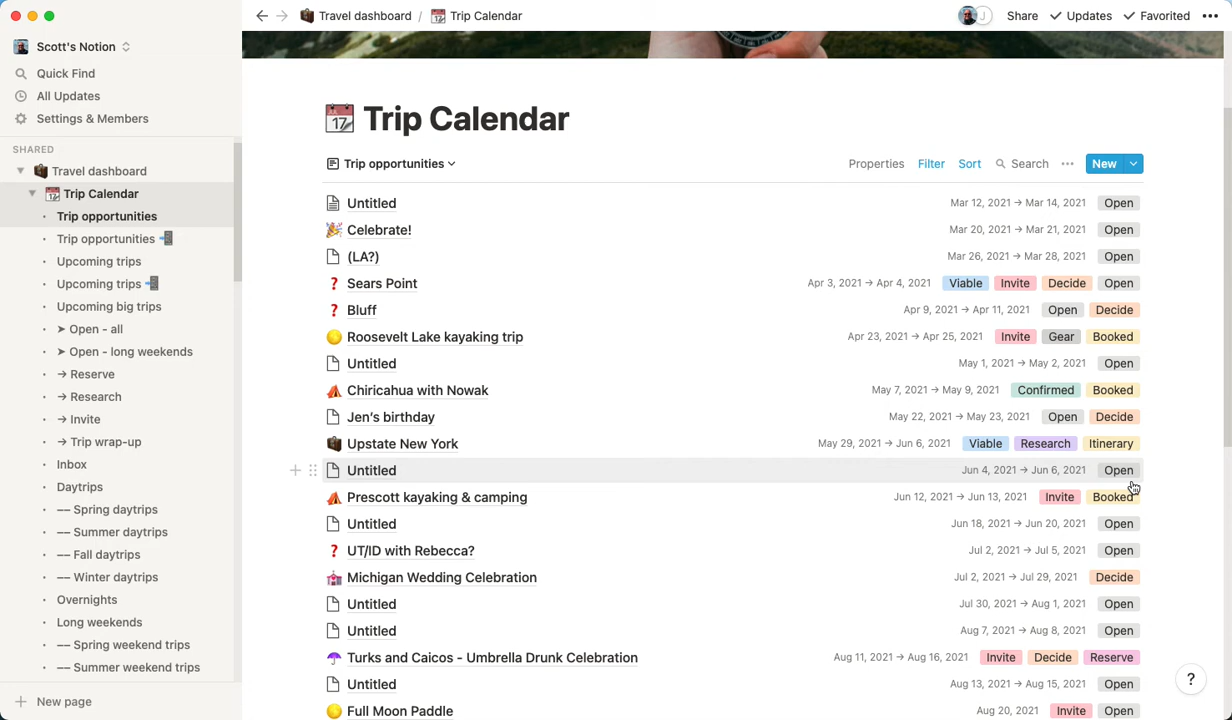 Scott's Notion
Quick Find
All Updates
Settings & Members
SHARED
Travel dashboard
Trip Calendar
Trip opportunities
Trip opportunities
Upcoming trips
Upcoming trips
Upcoming big trips
➤ Open - all
➤ Open - long weekends
→ Reserve
→ Research
→ Invite
→ Trip wrap-up
Inbox
Daytrips
—– Spring daytrips
—– Summer daytrips
—– Fall daytrips
—– Winter daytrips
Overnights
Long weekends
—– Spring weekend trips
—– Summer weekend trips
New page
Travel dashboard / Trip Calendar
J Share Updates Favorited
17 Trip Calendar
Trip opportunities Properties Filter Sort Search New
Untitled Mar 12, 2021 → Mar 14, 2021 Open
Celebrate! Mar 20, 2021 → Mar 21, 2021 Open
(LA?) Mar 26, 2021 → Mar 28, 2021 Open
❓ Sears Point Apr 3, 2021 → Apr 4, 2021 Viable Invite Decide Open
❓ Bluff Apr 9, 2021 → Apr 11, 2021 Open Decide
Roosevelt Lake kayaking trip Apr 23, 2021 → Apr 25, 2021 Invite Gear Booked
Untitled May 1, 2021 → May 2, 2021 Open
Chiricahua with Nowak May 7, 2021 → May 9, 2021 Confirmed Booked
Jen's birthday May 22, 2021 → May 23, 2021 Open Decide
Upstate New York May 29, 2021 → Jun 6, 2021 Viable Research Itinerary
Untitled Jun 4, 2021 → Jun 6, 2021 Open
Prescott kayaking & camping Jun 12, 2021 → Jun 13, 2021 Invite Booked
Untitled Jun 18, 2021 → Jun 20, 2021 Open
❓ UT/ID with Rebecca? Jul 2, 2021 → Jul 5, 2021 Open
Michigan Wedding Celebration Jul 2, 2021 → Jul 29, 2021 Decide
Untitled Jul 30, 2021 → Aug 1, 2021 Open
Untitled Aug 7, 2021 → Aug 8, 2021 Open
Turks and Caicos - Umbrella Drunk Celebration Aug 11, 2021 → Aug 16, 2021 Invite Decide Reserve
Untitled Aug 13, 2021 → Aug 15, 2021 Open
Full Moon Paddle Aug 20, 2021 Invite Open
?